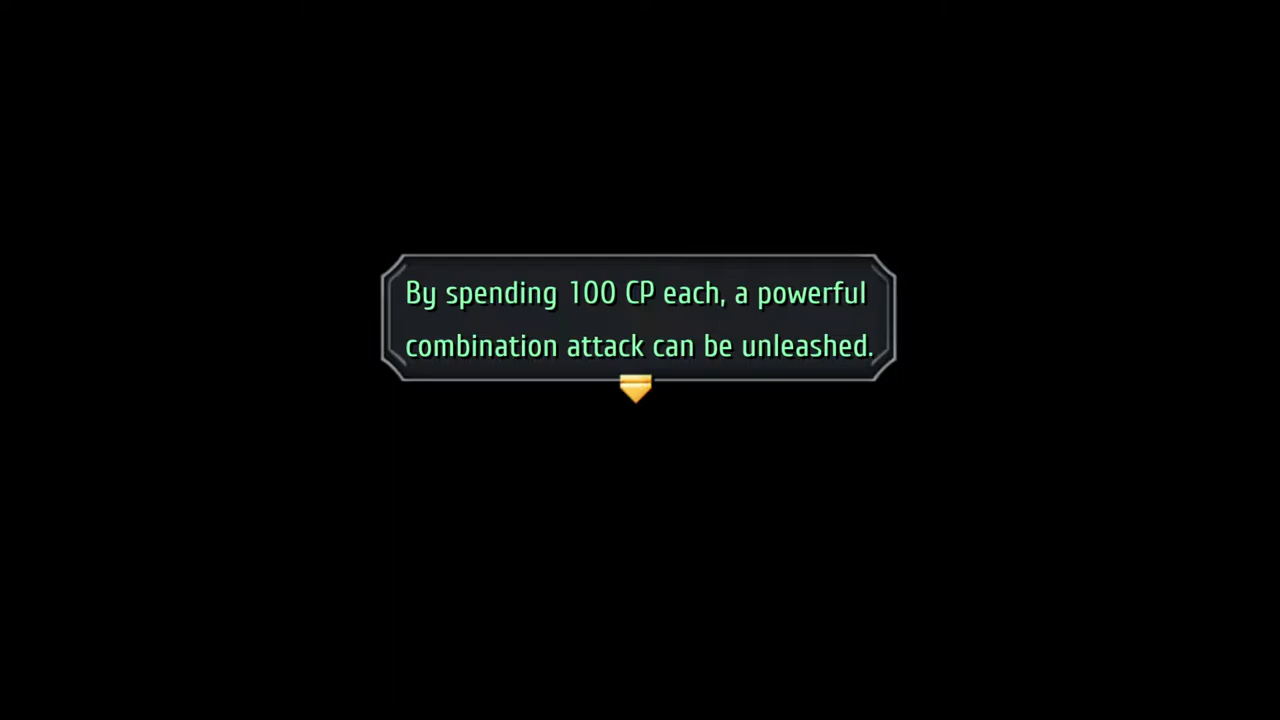 By spending 100 CP each, a powerful
combination attack can be unleashed.